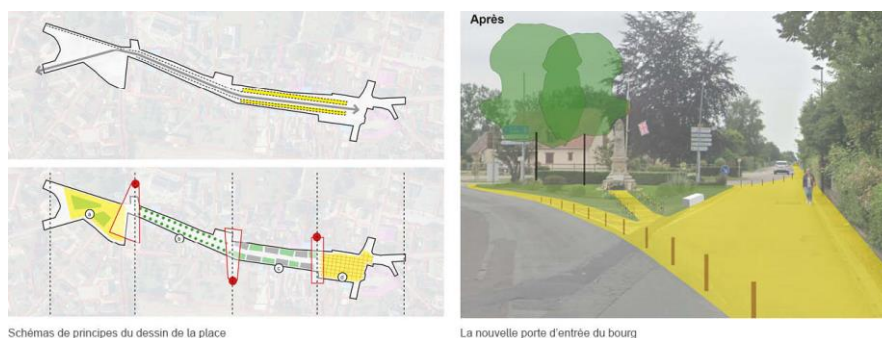 Après
a
b
c
d
Schémas de principes du dessin de la place
La nouvelle porte d'entrée du bourg